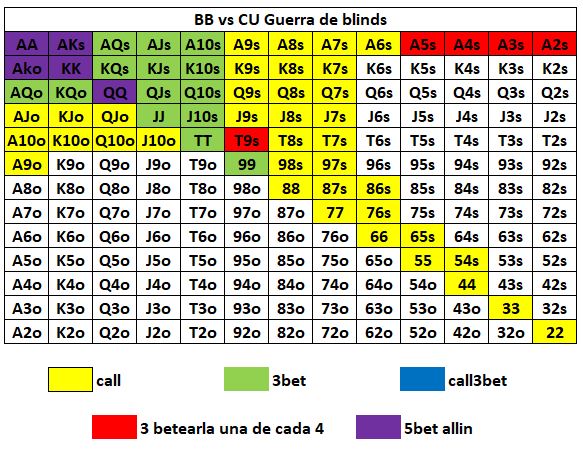 BB vs CU Guerra de blinds
AA AKs AQs AJs A10s A9s A8s A7s A6s A5s A4s A3s A2s
Ako KK KQs KJs K10s K9s K8s K7s K6s K5s K4s K3s K2s
AQo KQo QQ QJs Q10s Q9s Q8s Q7s Q6s Q5s Q4s Q3s Q2s
AJo KJo QJo JJ J10s J9s J8s J7s J6s J5s J4s J3s J2s
A10o K10o Q10o J10o TT T9s T8s T7s T6s T5s T4s T3s T2s
A9o K9o Q9o J9o T9o 99 98s 97s 96s 95s 94s 93s 92s
A8o K8o Q8o J8o T8o 98o 88 87s 86s 85s 84s 83s 82s
A7o K7o Q7o J7o T7o 97o 87o 77 76s 75s 74s 73s 72s
A6o K6o Q6o J6o T6o 96o 86o 76o 66 65s 64s 63s 62s
A5o K5o Q5o J5o T5o 95o 85o 75o 65o 55 54s 53s 52s
A4o K4o Q4o J4o T4o 94o 84o 74o 64o 54o 44 43s 42s
A3o K3o Q3o J3o T3o 93o 83o 73o 63o 53o 43o 33 32s
A2o K2o Q2o J2o T2o 92o 82o 72o 62o 52o 42o 32o 22
call 3bet call3bet
3 betearla una de cada 4 5bet allin